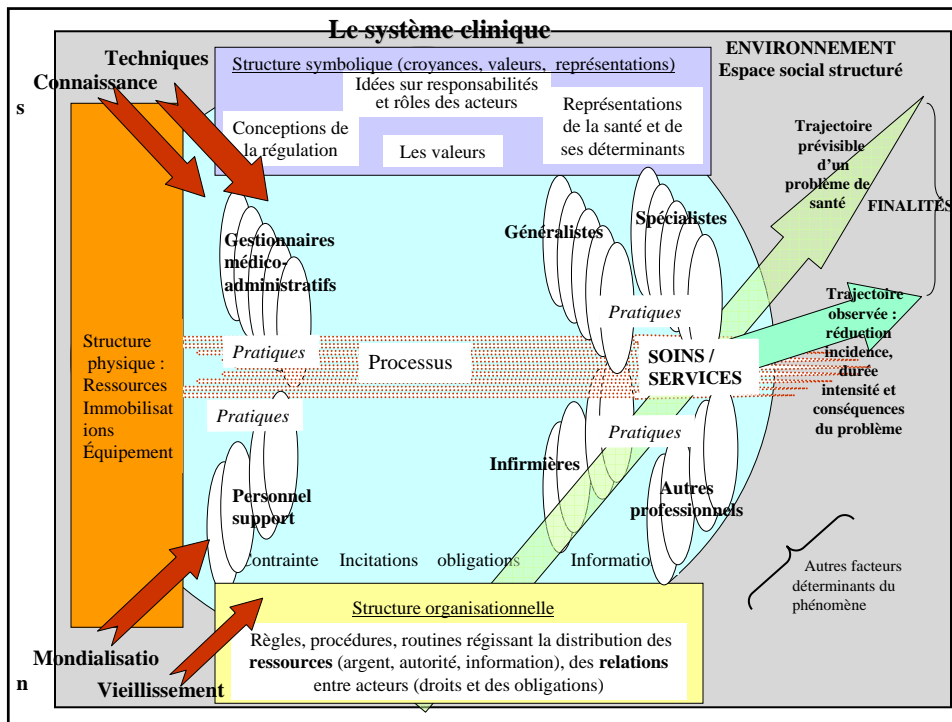 Le système clinique
Techniques
Connaissance
s
Structure symbolique (croyances, valeurs, représentations)
Idées sur responsabilités
et rôles des acteurs
Conceptions de
la régulation
Les valeurs
Représentations
de la santé et de
ses déterminants
ENVIRONNEMENT
Espace social structuré
Trajectoire
prévisible
d'un
problème de
santé
FINALITÉS
Gestionnaires
médico-
administratifs
Généralistes
Spécialistes
Pratiques
Pratiques
Structure
physique :
Ressources
Immobilisat
ions
Équipement
Processus
SOINS /
SERVICES
Trajectoire
observée :
réduction
incidence,
durée
intensité et
conséquences
du problème
Pratiques
Pratiques
Personnel
support
Infirmières
Autres
professionnels
Contrainte Incitations obligations Informatio
Autres facteurs
déterminants du
phénomène
Structure organisationnelle
Règles, procédures, routines régissant la distribution des
ressources (argent, autorité, information), des relations
entre acteurs (droits et des obligations)
Mondialisatio
n
Vieillissement